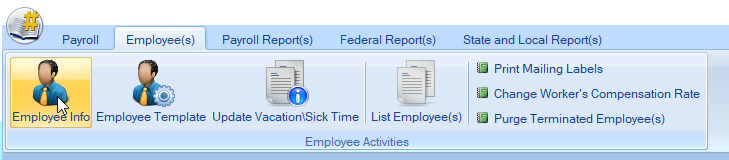 Payroll Employee(s) Payroll Report(s) Federal Report(s) State and Local Report(s)
Print Mailing Labels
Change Worker's Compensation Rate
Employee Info Employee Template Update Vacation\Sick Time List Employee(s) Purge Terminated Employee(s)
Employee Activities